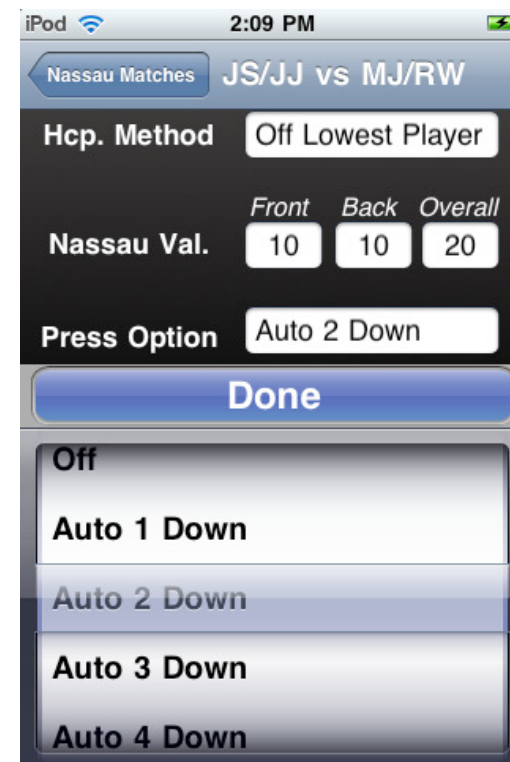 iPod 2:09 PM
Nassau Matches JS/JJ vs MJ/RW
Hcp. Method Off Lowest Player
Front Back Overall
Nassau Val. 10 10 20
Press Option Auto 2 Down
Done
Off
Auto 1 Down
Auto 2 Down
Auto 3 Down
Auto 4 Down